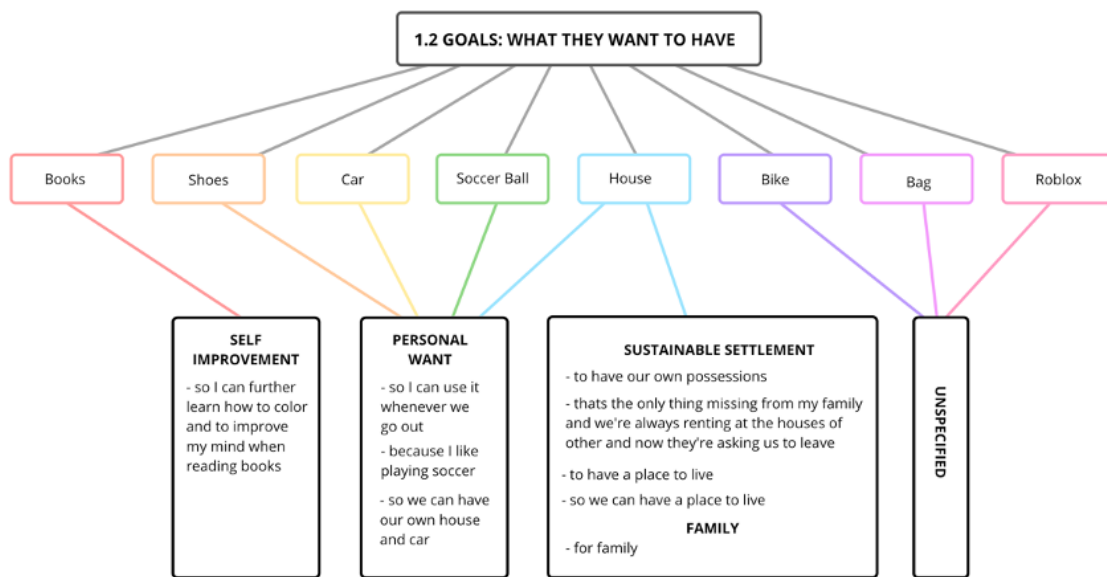 1.2 GOALS: WHAT THEY WANT TO HAVE
Books
Shoes
Car
Soccer Ball
House
Bike
Bag
Roblox
SELF
IMPROVEMENT
- so I can further
learn how to color
and to improve
my mind when
reading books
PERSONAL
WANT
- so I can use it
whenever we
go out
- because I like
playing soccer
- so we can have
our own house
and car
SUSTAINABLE SETTLEMENT
- to have our own possessions
- thats the only thing missing from my family
and we're always renting at the houses of
other and now they're asking us to leave
- to have a place to live
- so we can have a place to live
FAMILY
- for family
UNSPECIFIED